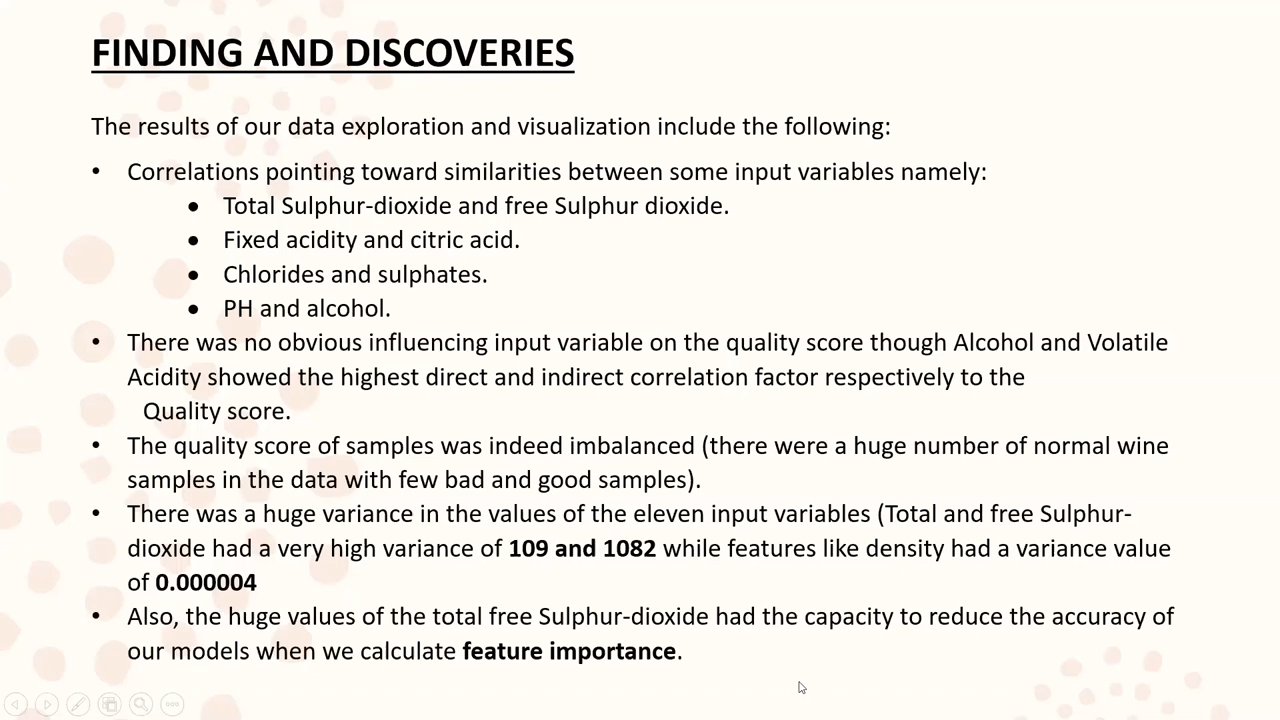 FINDING AND DISCOVERIES
The results of our data exploration and visualization include the following:
• Correlations pointing toward similarities between some input variables namely:
• Total Sulphur-dioxide and free Sulphur dioxide.
• Fixed acidity and citric acid.
• Chlorides and sulphates.
• PH and alcohol.
• There was no obvious influencing input variable on the quality score though Alcohol and Volatile
Acidity showed the highest direct and indirect correlation factor respectively to the
Quality score.
• The quality score of samples was indeed imbalanced (there were a huge number of normal wine
samples in the data with few bad and good samples).
• There was a huge variance in the values of the eleven input variables (Total and free Sulphur-
dioxide had a very high variance of 109 and 1082 while features like density had a variance value
of 0.000004
• Also, the huge values of the total free Sulphur-dioxide had the capacity to reduce the accuracy of
our models when we calculate feature importance.